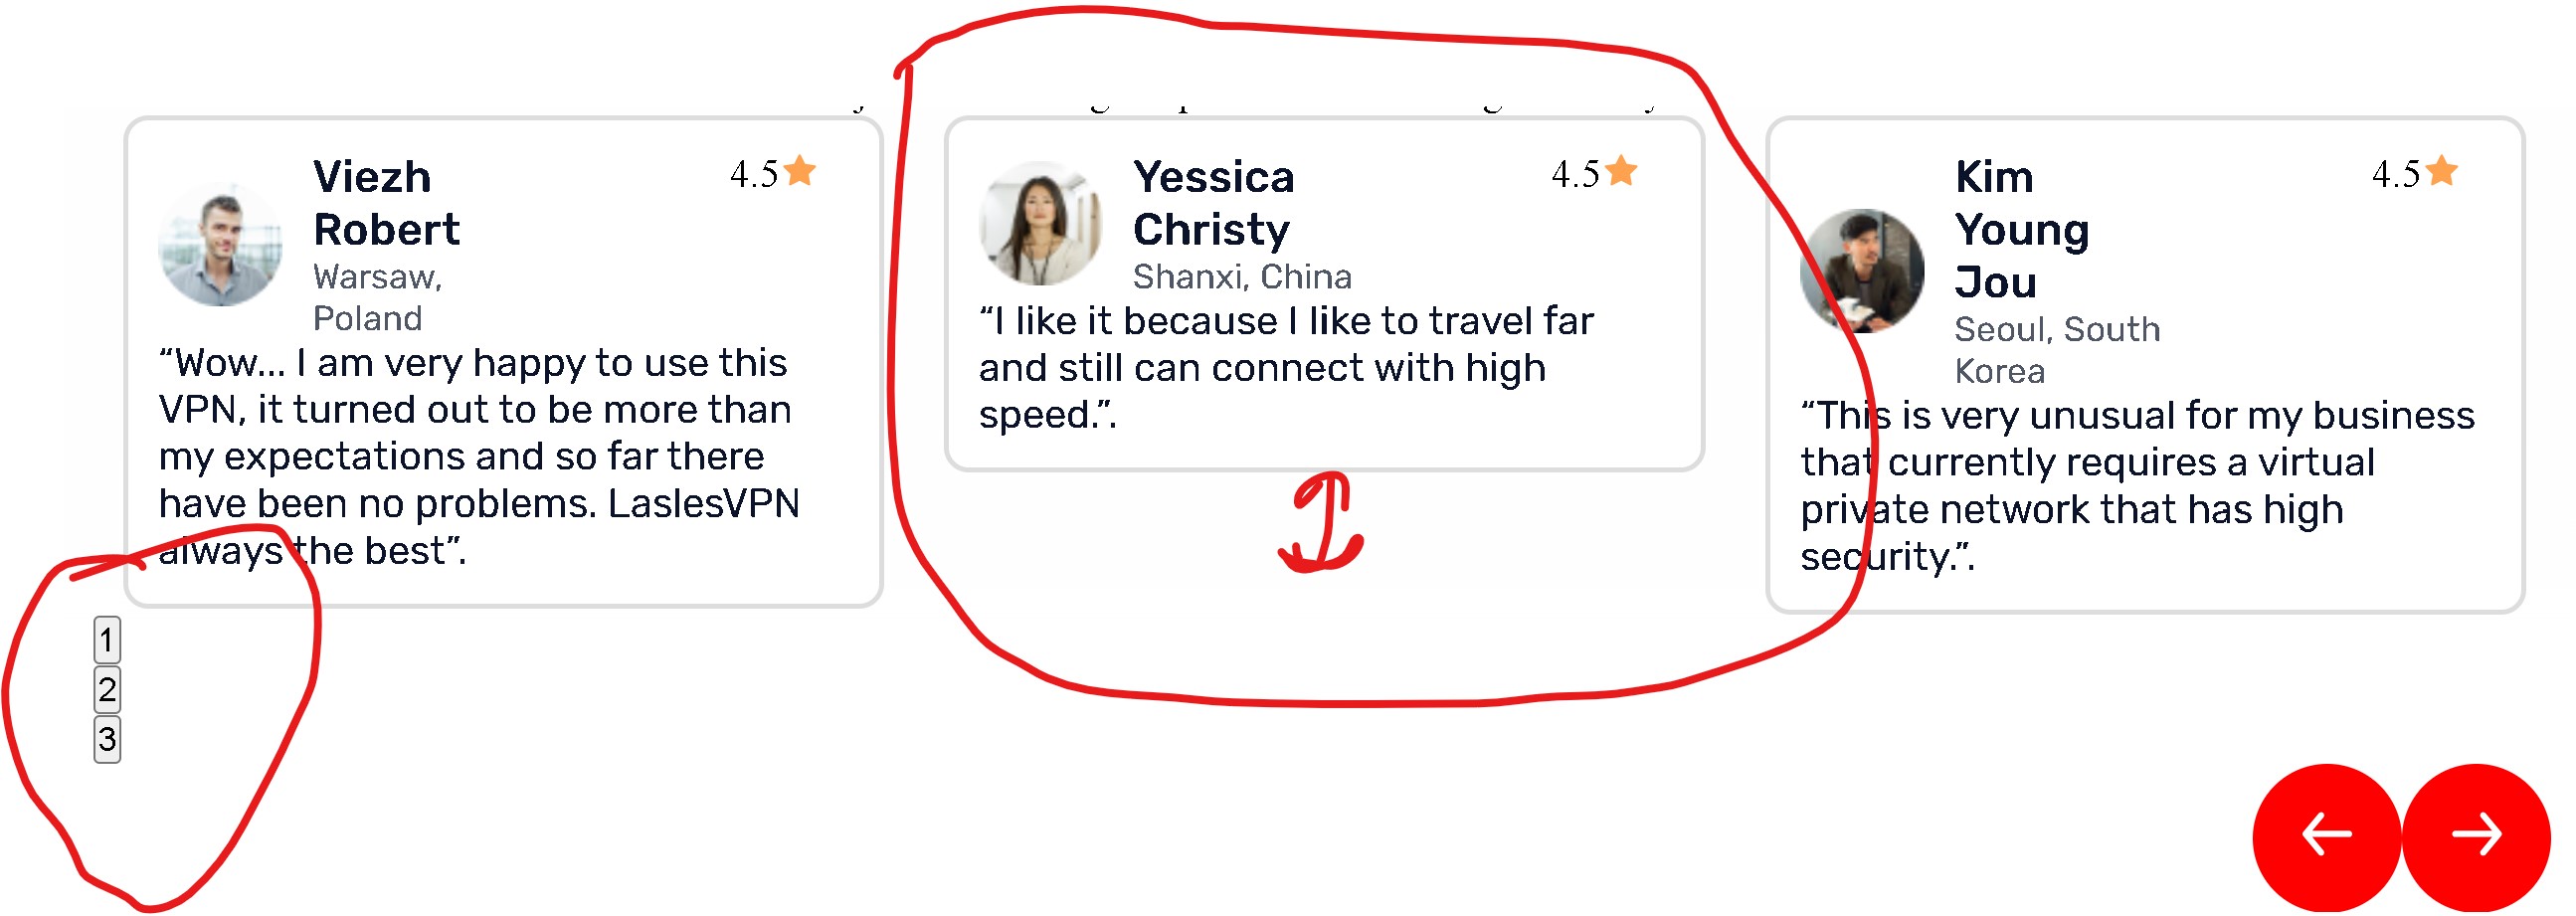 Viezh
Robert
4.5
Warsaw,
Poland
“Wow... I am very happy to use this
VPN, it turned out to be more than
my expectations and so far there
have been no problems. LaslesVPN
always the best”.
Yessica
Christy
4.5
Shanxi, China
“I like it because I like to travel far
and still can connect with high
speed.”.
Kim
Young
Jou
4.5
Seoul, South
Korea
“This is very unusual for my business
that currently requires a virtual
private network that has high
security.”.
1
2
3